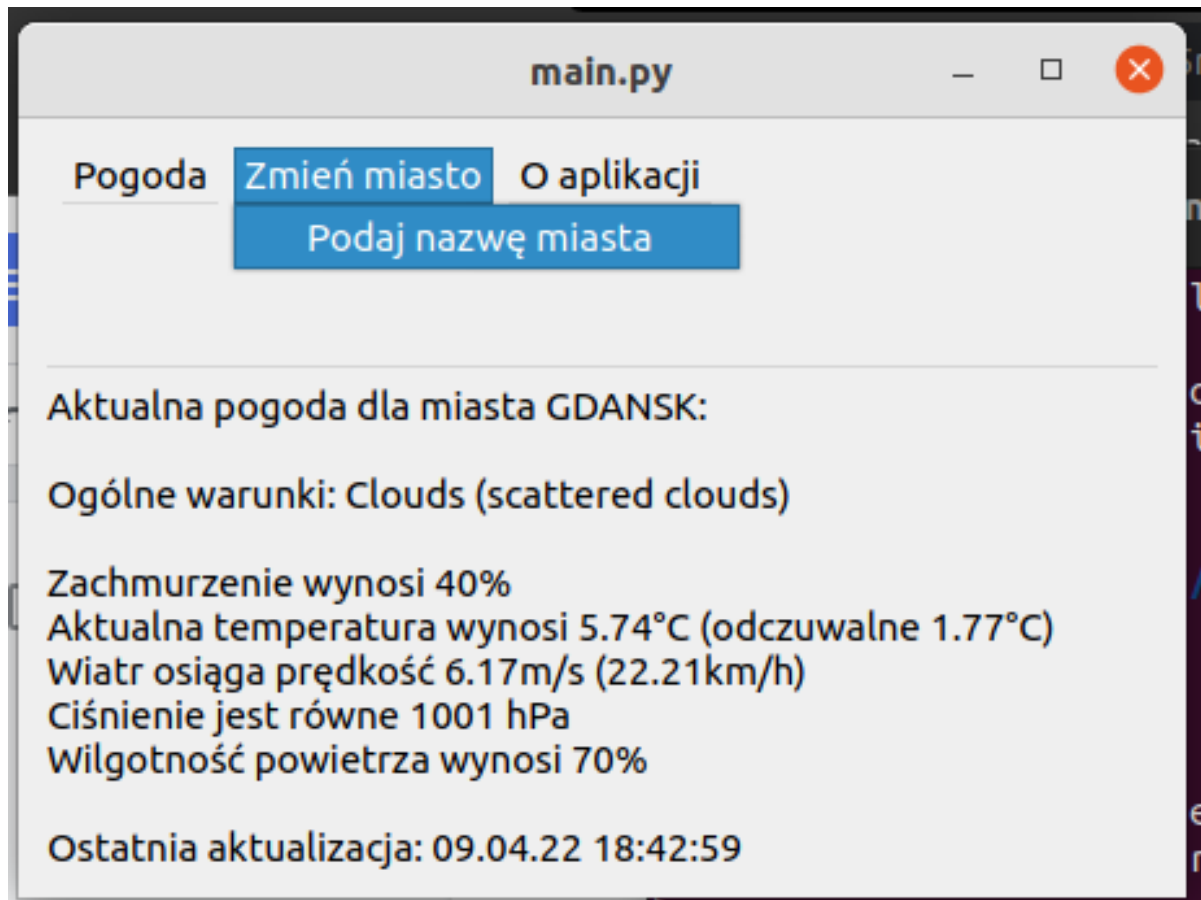 main.py
Pogoda Zmień miasto O aplikacji
Podaj nazwę miasta
Aktualna pogoda dla miasta GDANSK:
Ogólne warunki: Clouds (scattered clouds)
Zachmurzenie wynosi 40%
Aktualna temperatura wynosi 5.74°C (odczuwalne 1.77°C)
Wiatr osiąga prędkość 6.17m/s (22.21km/h)
Ciśnienie jest równe 1001 hPa
Wilgotność powietrza wynosi 70%
Ostatnia aktualizacja: 09.04.22 18:42:59